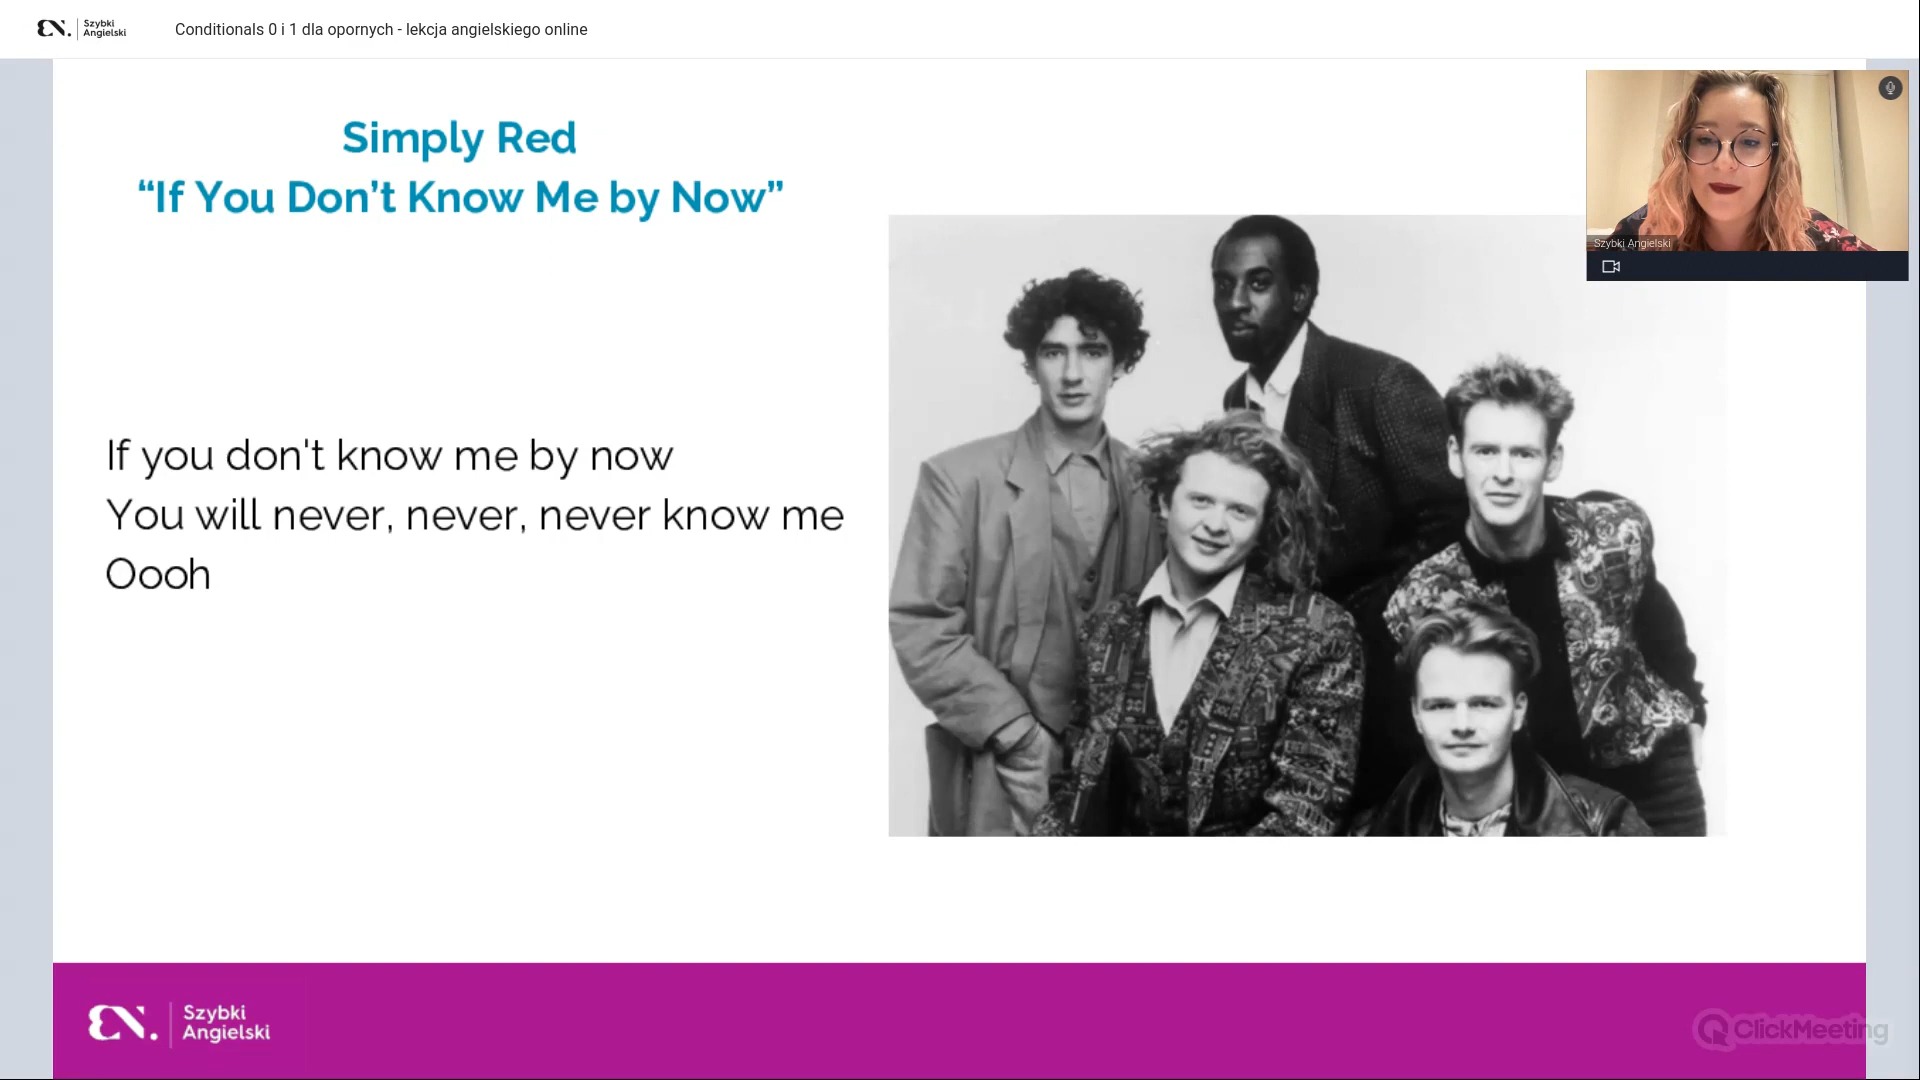 Szybki
Angielski
Conditionals 0 i 1 dla opornych - lekcja angielskiego online
Simply Red
“If You Don’t Know Me by Now”
Szybki Angielski
If you don't know me by now
You will never, never, never know me
Oooh
Szybki
Angielski
ClickMeeting